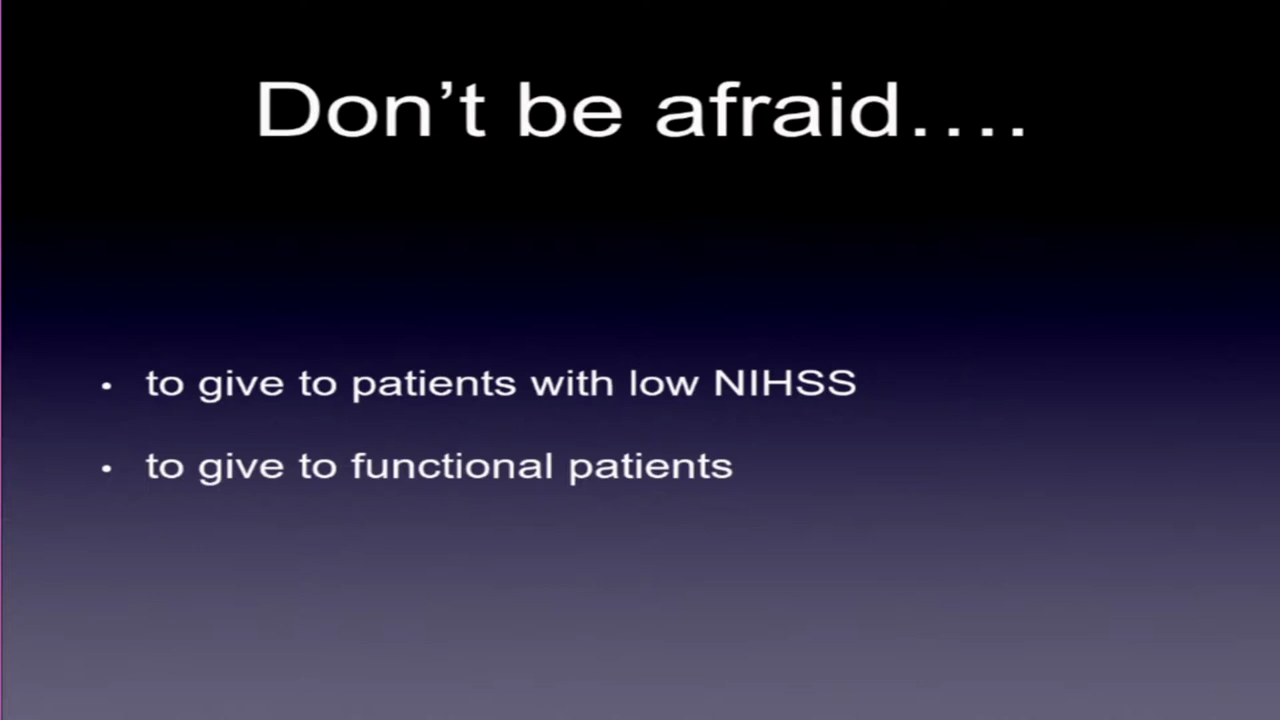 Don’t be afraid….
• to give to patients with low NIHSS
• to give to functional patients